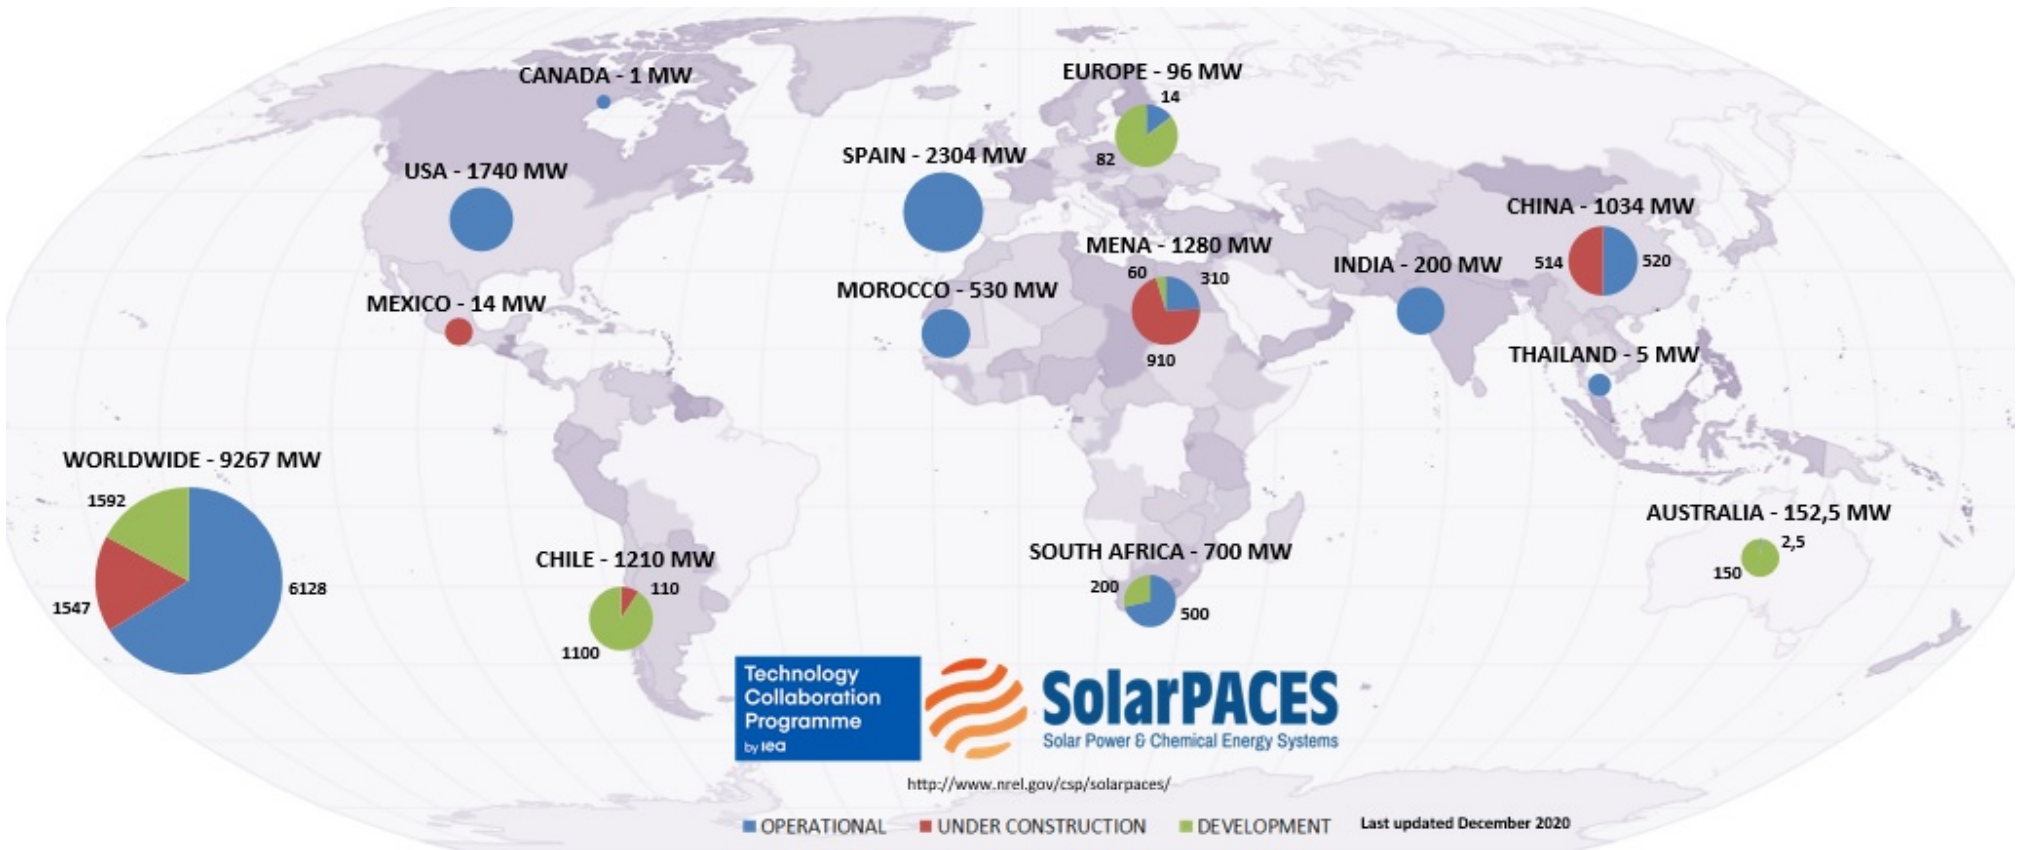 CANADA - 1 MW
EUROPE - 96 MW
14
82
USA - 1740 MW
SPAIN - 2304 MW
CHINA - 1034 MW
514
520
MENA - 1280 MW
60
310
910
INDIA - 200 MW
MEXICO - 14 MW
MOROCCO - 530 MW
THAILAND - 5 MW
WORLDWIDE - 9267 MW
1592
1547
6128
CHILE - 1210 MW
110
1100
SOUTH AFRICA - 700 MW
200
500
AUSTRALIA - 152,5 MW
2,5
150
Technology
Collaboration
Programme
by iea
SolarPACES
Solar Power & Chemical Energy Systems
http://www.nrel.gov/csp/solarpaces/
OPERATIONAL
UNDER CONSTRUCTION
DEVELOPMENT
Last updated December 2020